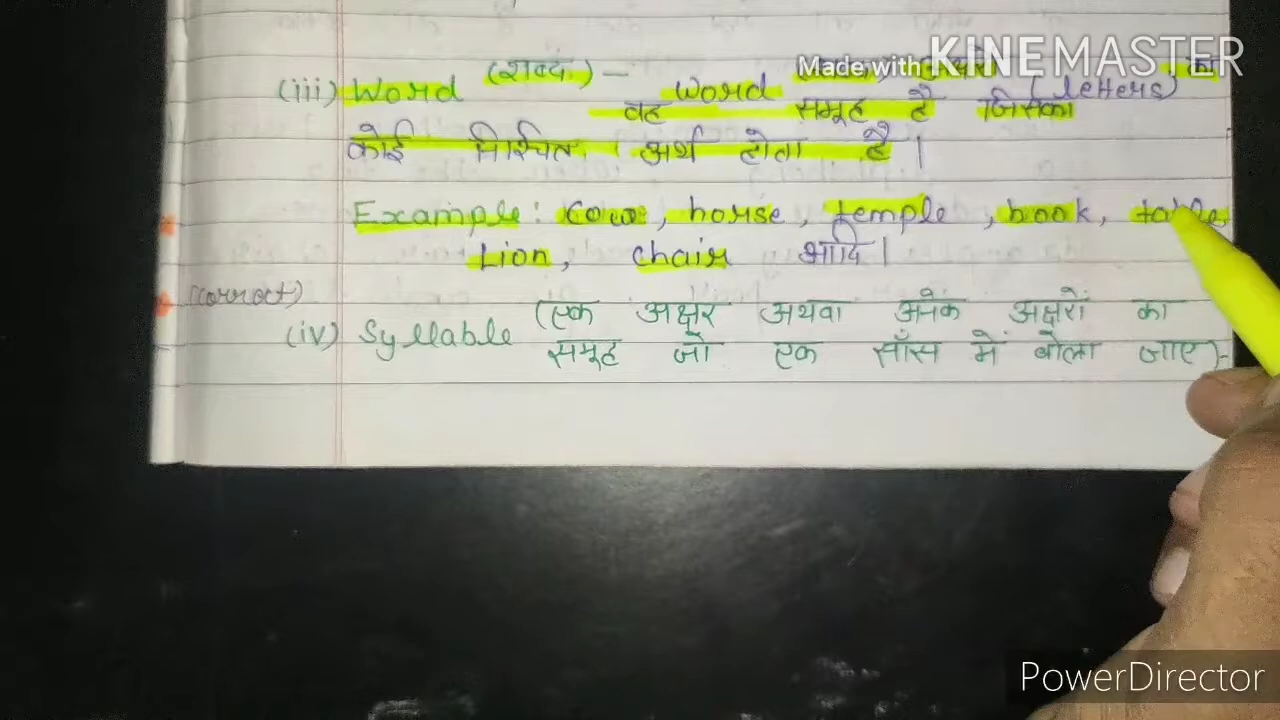 Made with KINEMASTER
(iii) Word (शब्द) – Word का
वह समूह है जिसका (letters)
कोई निश्चित अर्थ होता है।
Example: Cow, horse, temple, book, table,
Lion, chair आदि।
(correct)
(iv) Syllable (एक अक्षर अथवा अनेक अक्षरों का
समूह जो एक साँस में बोला जाए)-
PowerDirector